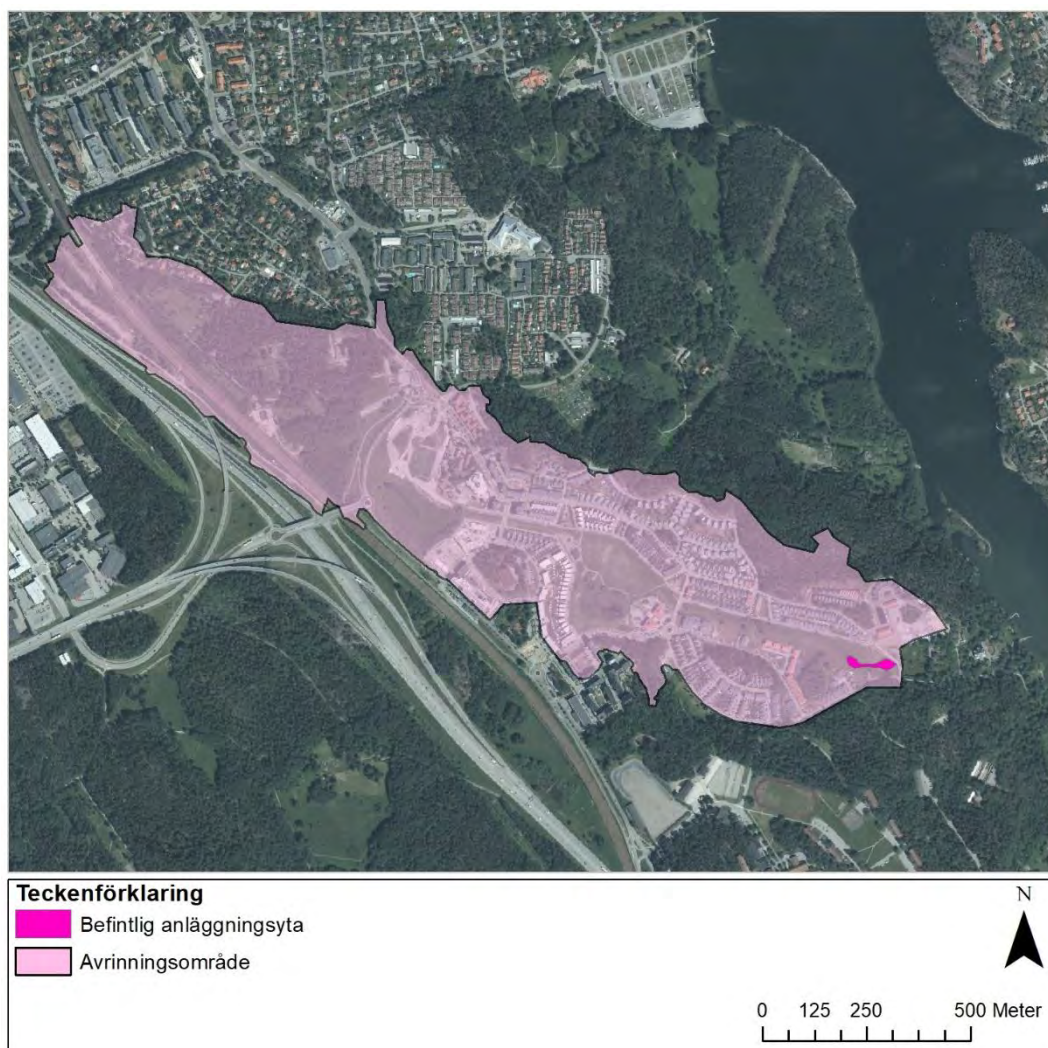 Teckenförklaring
Befintlig anläggningsyta
Avrinningsområde
N
0 125 250 500 Meter